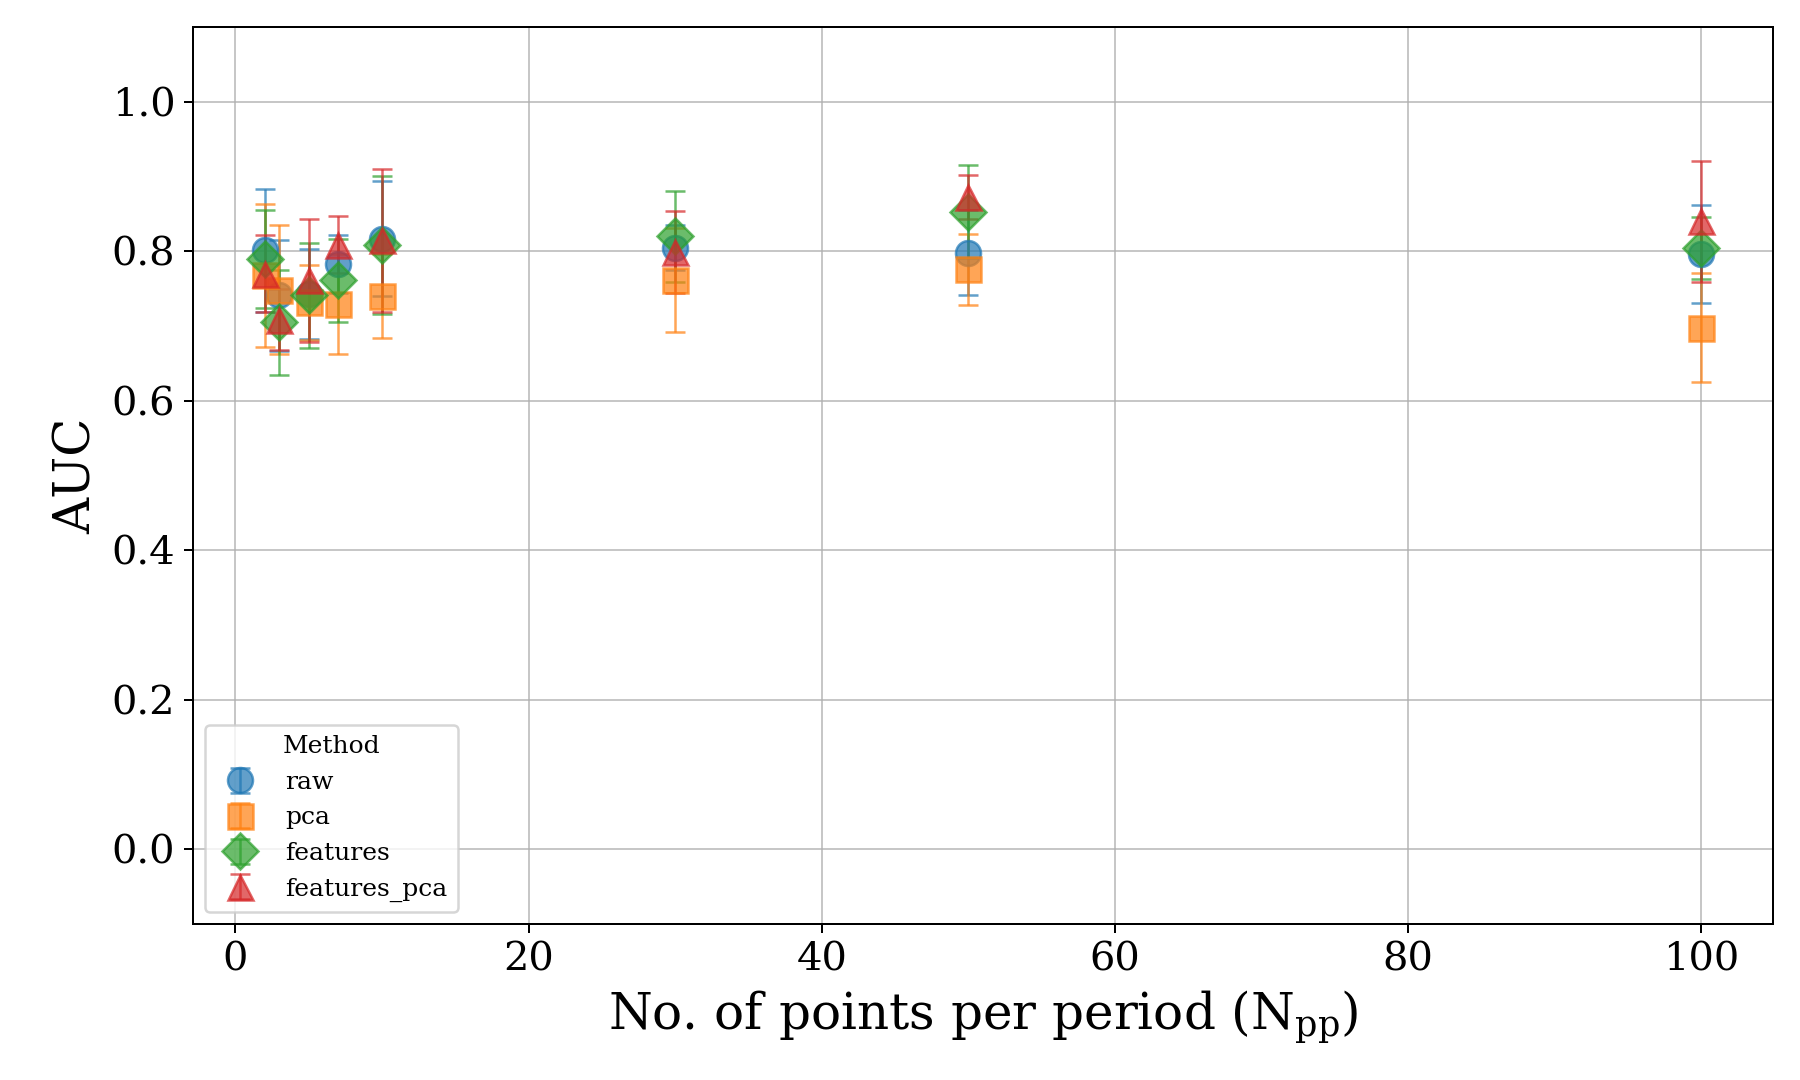 1.0
0.8
0.6
0.4
0.2
0.0
AUC
Method
raw
pca
features
features_pca
0 20 40 60 80 100
No. of points per period (Npp)